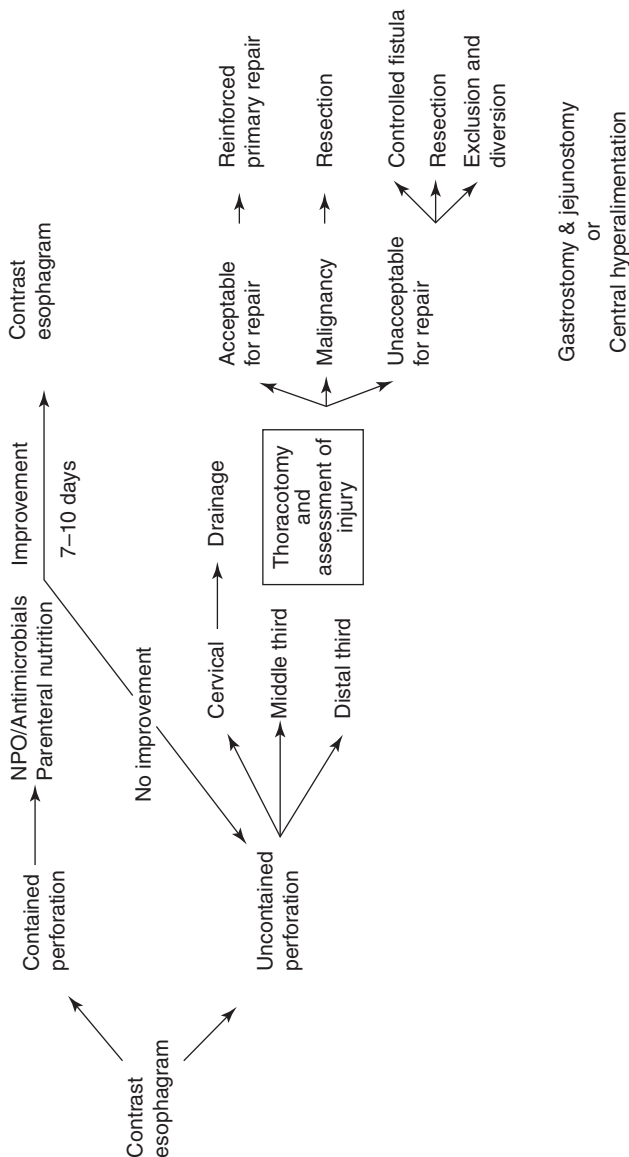 Contrast
esophagram
Contained
perforation
NPO/Antimicrobials
Parenteral nutrition
Improvement
7–10 days
Contrast
esophagram
No improvement
Uncontained
perforation
Cervical
Drainage
Middle third
Distal third
Thoracotomy
and
assessment of
injury
Acceptable
for repair
Reinforced
primary repair
Malignancy
Resection
Unacceptable
for repair
Controlled fistula
Resection
Exclusion and
diversion
Gastrostomy & jejunostomy
or
Central hyperalimentation